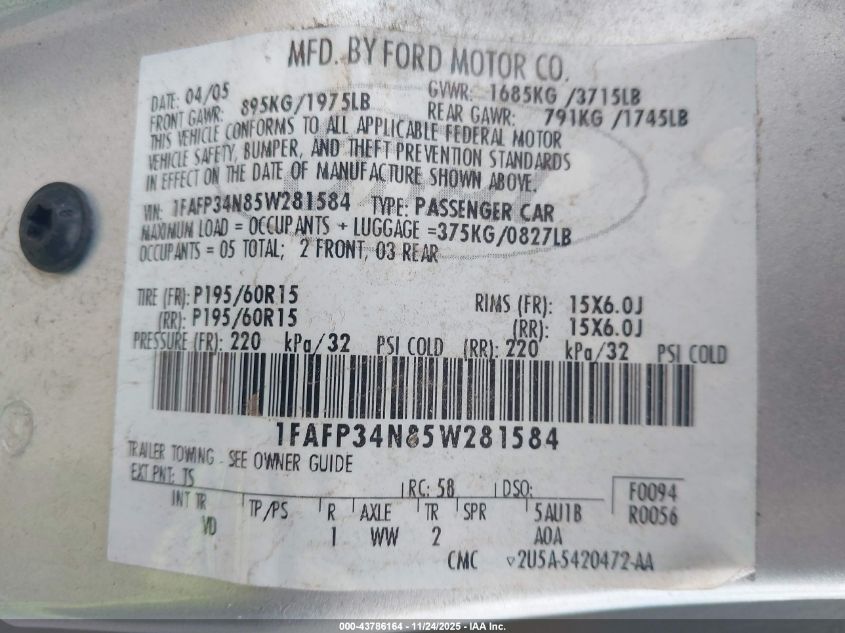 MFD. BY FORD MOTOR CO.
DATE: 04/05 GVWR: 1685KG /3715LB
FRONT GAWR: 895KG/1975LB REAR GAWR: 791KG /1745LB
THIS VEHICLE CONFORMS TO ALL APPLICABLE FEDERAL MOTOR
VEHICLE SAFETY, BUMPER, AND THEFT PREVENTION STANDARDS
IN EFFECT ON THE DATE OF MANUFACTURE SHOWN ABOVE.
VIN: 1FAFP34N85W281584 TYPE: PASSENGER CAR
MAXIMUM LOAD = OCCUPANTS + LUGGAGE =375KG/0827LB
OCCUPANTS = 05 TOTAL; 2 FRONT, 03 REAR
TIRE (FR): P195/60R15 RIMS (FR): 15X6.0J
(RR): P195/60R15 (RR): 15X6.0J
PRESSURE (FR): 220 kPa/32 PSI COLD (RR): 220 kPa/32 PSI COLD
1FAFP34N85W281584
TRAILER TOWING - SEE OWNER GUIDE
EXT PNT: TS RC: 58 DSO: F0094
INT TR TP/PS R AXLE TR SPR 5AU1B R0056
VD 1 WW 2 AOA
CMC ▽2U5A-5420472-AA
000-43786164 - 11/24/2025 - IAA Inc.